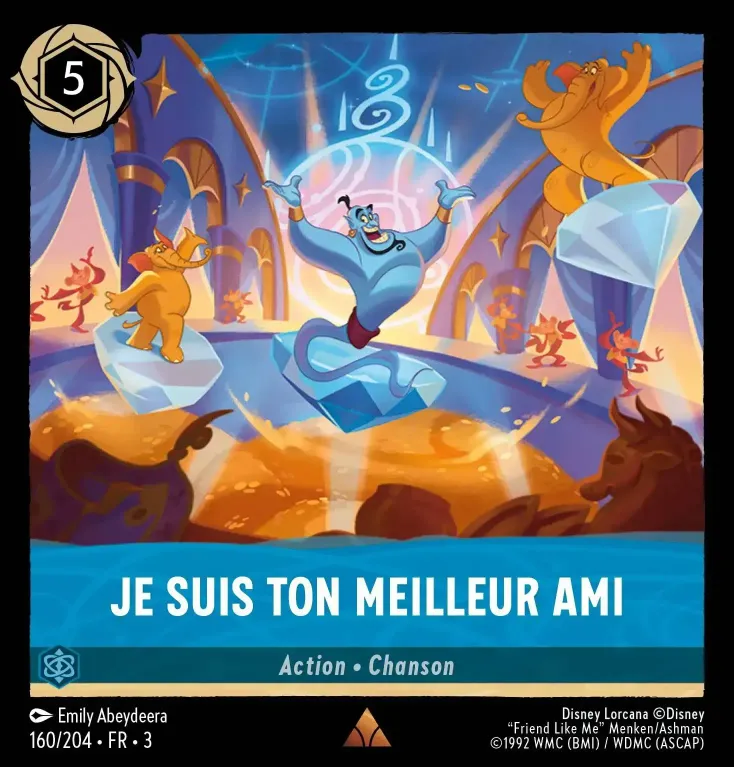 5
JE SUIS TON MEILLEUR AMI
Action • Chanson
Emily Abeydeera
160/204 • FR • 3
Disney Lorcana ©Disney
“Friend Like Me” Menken/Ashman
©1992 WMC (BMI) / WDMC (ASCAP)